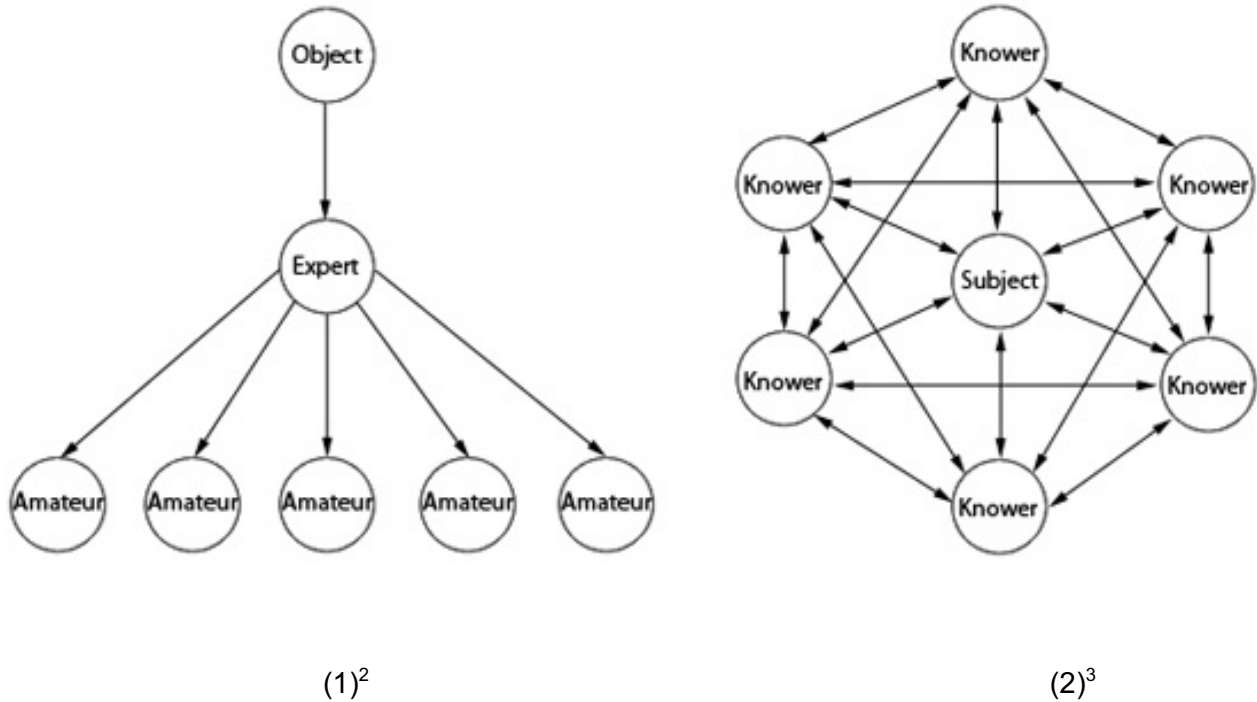 Object
Expert
Amateur
Amateur
Amateur
Amateur
Amateur
(1)²
Knower
Knower
Knower
Subject
Knower
Knower
Knower
(2)³